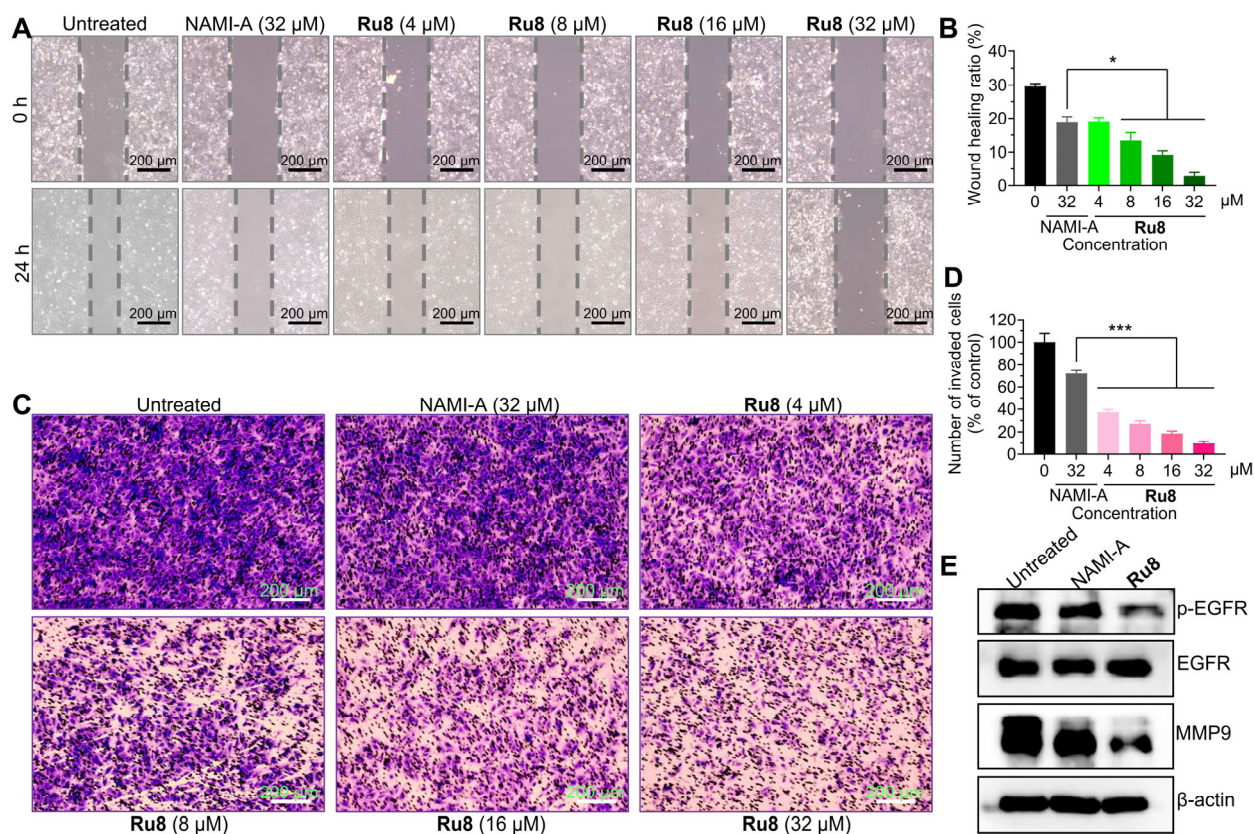 A
Untreated
NAMI-A (32 µM)
Ru8 (4 µM)
Ru8 (8 µM)
Ru8 (16 µM)
Ru8 (32 µM)
0 h
200 µm
200 µm
200 µm
200 µm
200 µm
200 µm
24 h
200 µm
200 µm
200 µm
200 µm
200 µm
200 µm
B
Wound healing ratio (%)
40
30
20
10
0
*
0 32 4 8 16 32 µM
NAMI-A Ru8
Concentration
C
Untreated
NAMI-A (32 µM)
Ru8 (4 µM)
200 µm
200 µm
200 µm
200 µm
200 µm
200 µm
Ru8 (8 µM)
Ru8 (16 µM)
Ru8 (32 µM)
D
Number of invaded cells
(% of control)
120
100
80
60
40
20
0
***
0 32 4 8 16 32 µM
NAMI-A Ru8
Concentration
E
Untreated
NAMI-A
Ru8
p-EGFR
EGFR
MMP9
β-actin